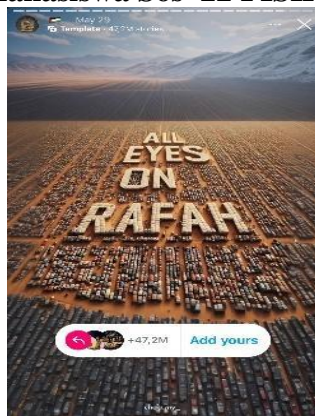 May 29
Template • 47,2M stories
ALL
EYES
ON
RAFAH
+47,2M
Add yours